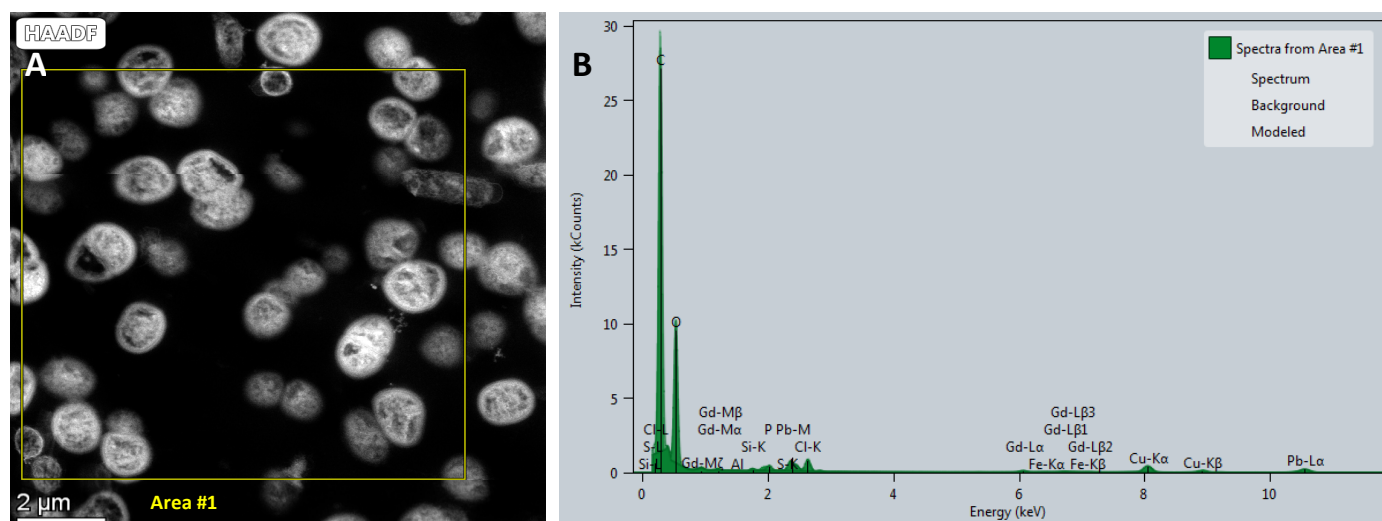 HAADF
A
2 μm
Area #1
B
Spectra from Area #1
Spectrum
Background
Modeled
Intensity (kCounts)
30
25
20
15
10
5
0
C
O
Cl-L
S-L
Si-L
Gd-Mβ
Gd-Mα
Gd-Mζ
Al
Si-K
P
Pb-M
S-K
Cl-K
Gd-Lβ3
Gd-Lβ1
Gd-Lα
Gd-Lβ2
Fe-Kα
Fe-Kβ
Cu-Kα
Cu-Kβ
Pb-Lα
0
2
4
6
8
10
Energy (keV)